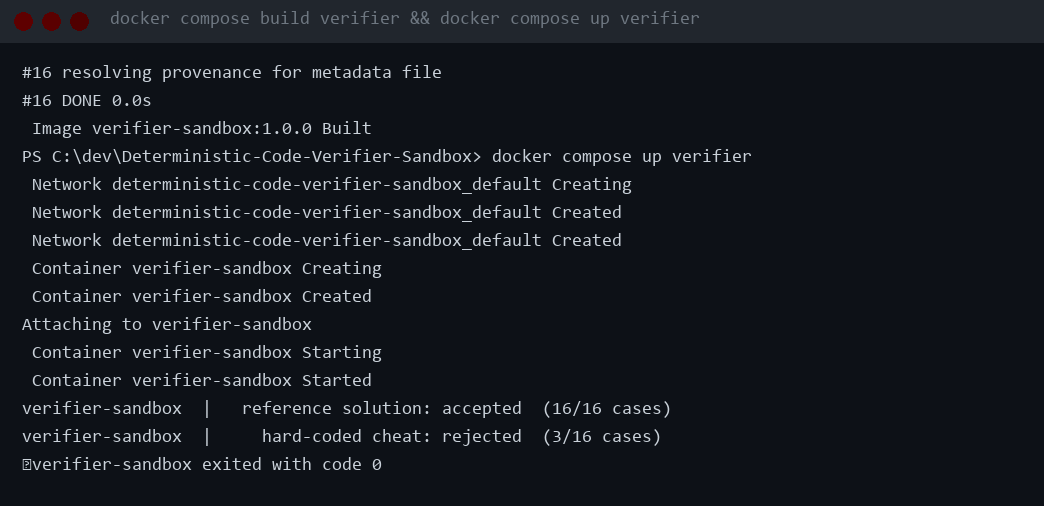 docker compose build verifier && docker compose up verifier
#16 resolving provenance for metadata file
#16 DONE 0.0s
Image verifier-sandbox:1.0.0 Built
PS C:\dev\Deterministic-Code-Verifier-Sandbox> docker compose up verifier
Network deterministic-code-verifier-sandbox_default Creating
Network deterministic-code-verifier-sandbox_default Created
Network deterministic-code-verifier-sandbox_default Created
Container verifier-sandbox Creating
Container verifier-sandbox Created
Attaching to verifier-sandbox
Container verifier-sandbox Starting
Container verifier-sandbox Started
verifier-sandbox  |   reference solution: accepted  (16/16 cases)
verifier-sandbox  |     hard-coded cheat: rejected  (3/16 cases)
verifier-sandbox exited with code 0